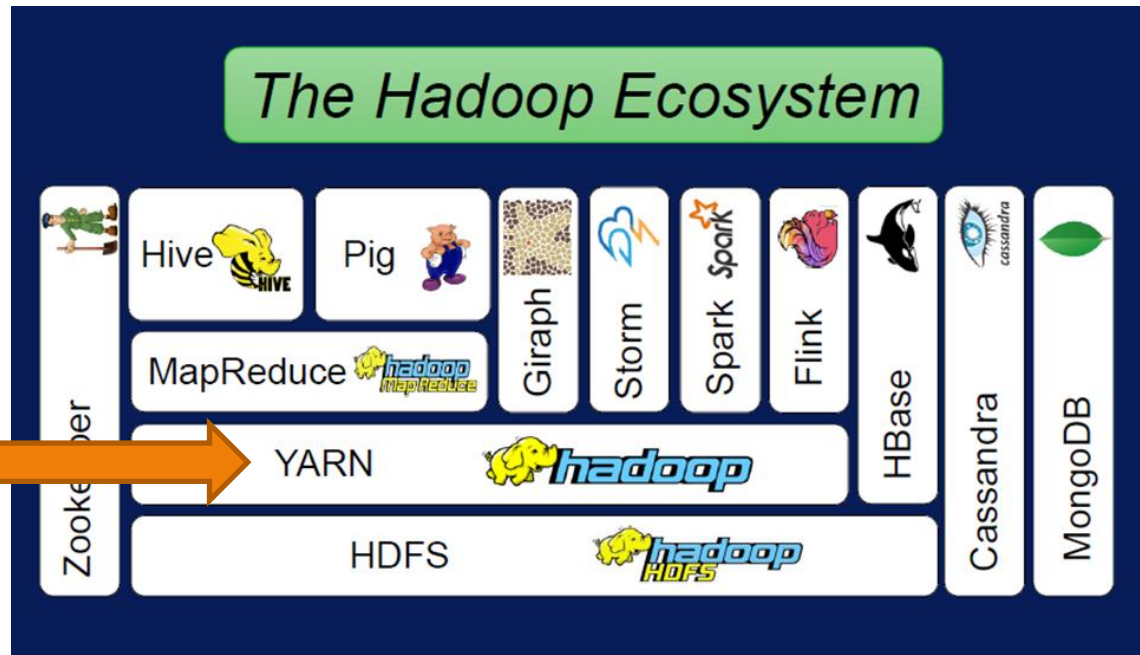 The Hadoop Ecosystem
Zookeeper
Hive
HIVE
Pig
MapReduce
hadoop
Map Reduce
Giraph
Storm
Spark
Spark
Flink
HBase
cassandra
Cassandra
MongoDB
YARN
hadoop
HDFS
hadoop
HDFS